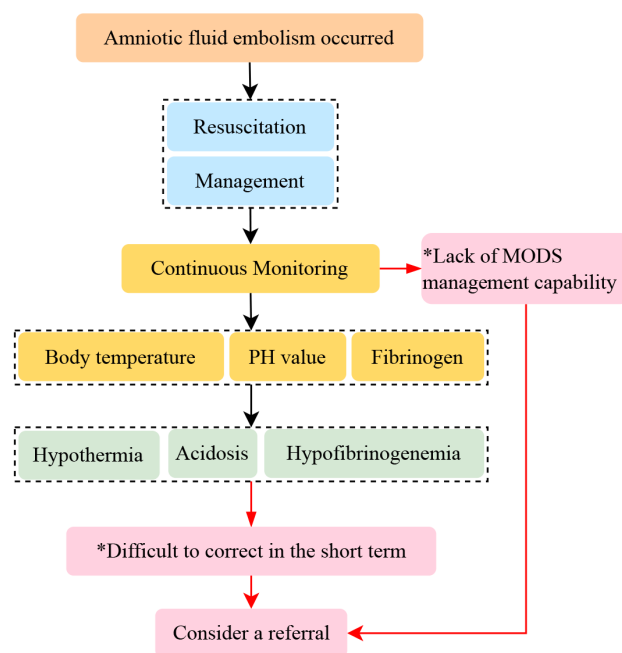 Amniotic fluid embolism occurred
Resuscitation
Management
Continuous Monitoring
*Lack of MODS
management capability
Body temperature
PH value
Fibrinogen
Hypothermia
Acidosis
Hypofibrinogenemia
*Difficult to correct in the short term
Consider a referral